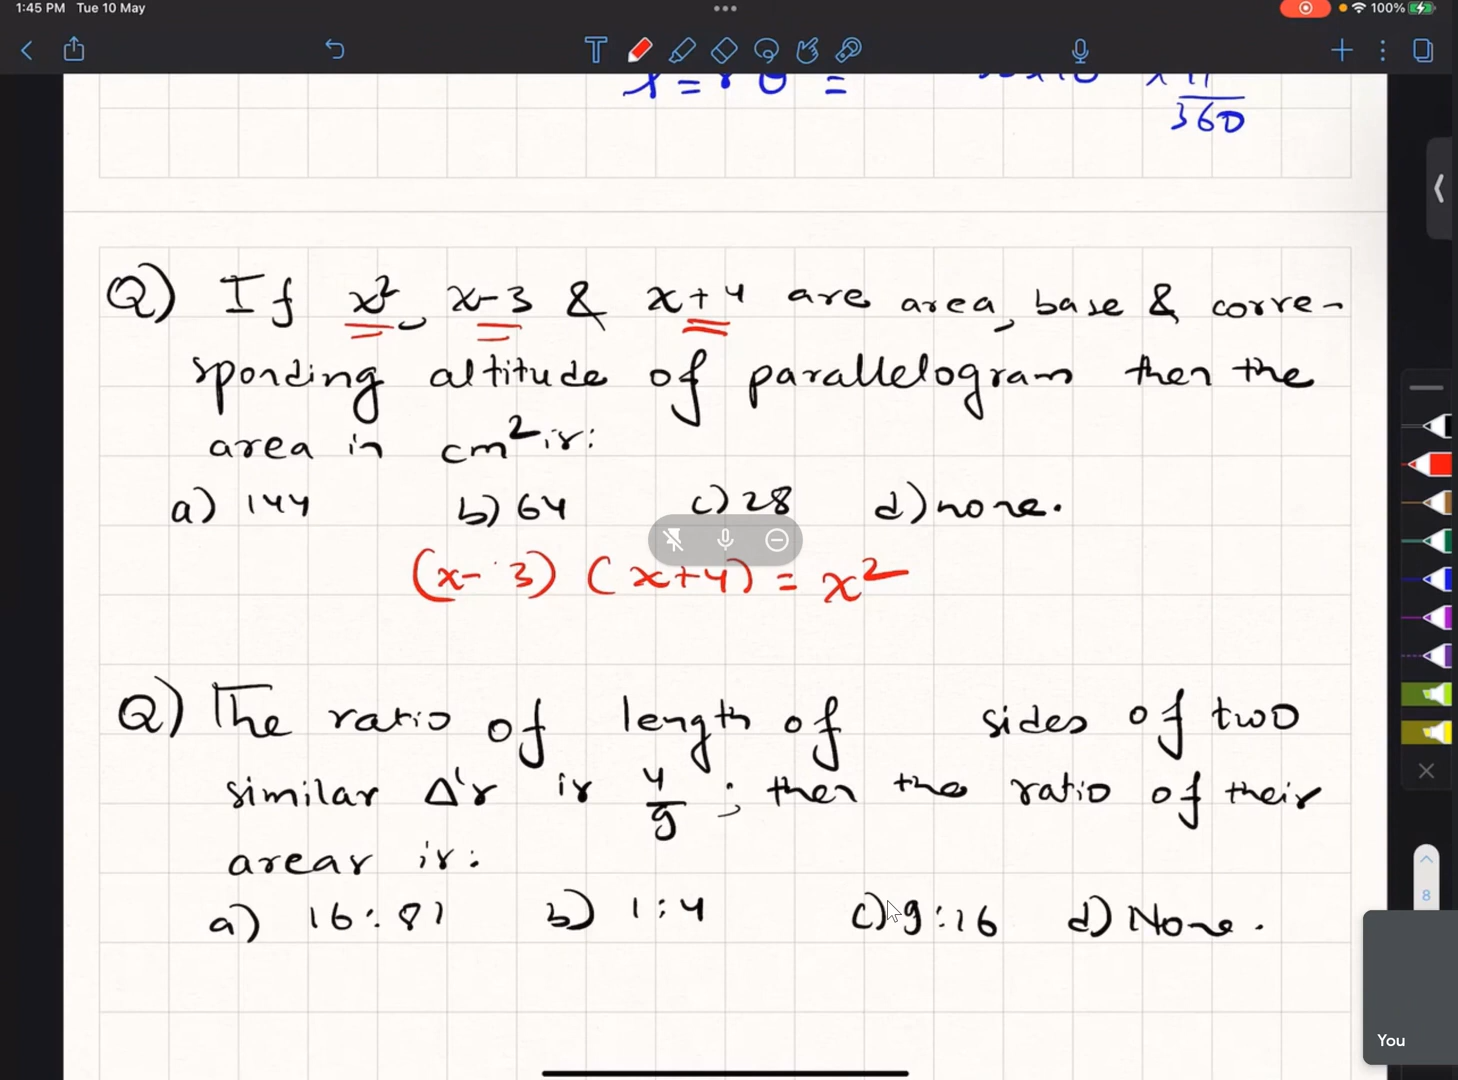 1:45 PM Tue 10 May
100%
360
Q) If x², x-3 & x+4 are area, base & corre-
sponding altitude of parallelogram then the
area in cm² is:
a) 144 b) 64 c) 28 d) none.
(x-3) (x+4) = x²
Q) The ratio of length of sides of two
similar Δ's is 4/9 ; then the ratio of their
areas is:
a) 16:81 b) 1:4 c) 9:16 d) None.
8
You